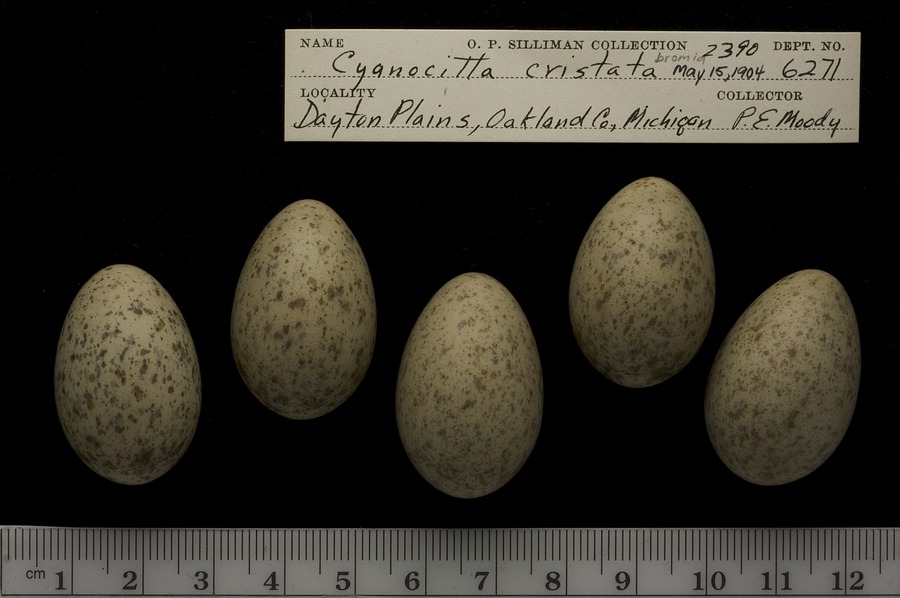 NAME O. P. SILLIMAN COLLECTION 2390 DEPT. NO.
Cyanocitta cristata bromia May 15, 1904 6271
LOCALITY COLLECTOR
Dayton Plains, Oakland Co, Michigan P.E. Moody
cm 1 2 3 4 5 6 7 8 9 10 11 12